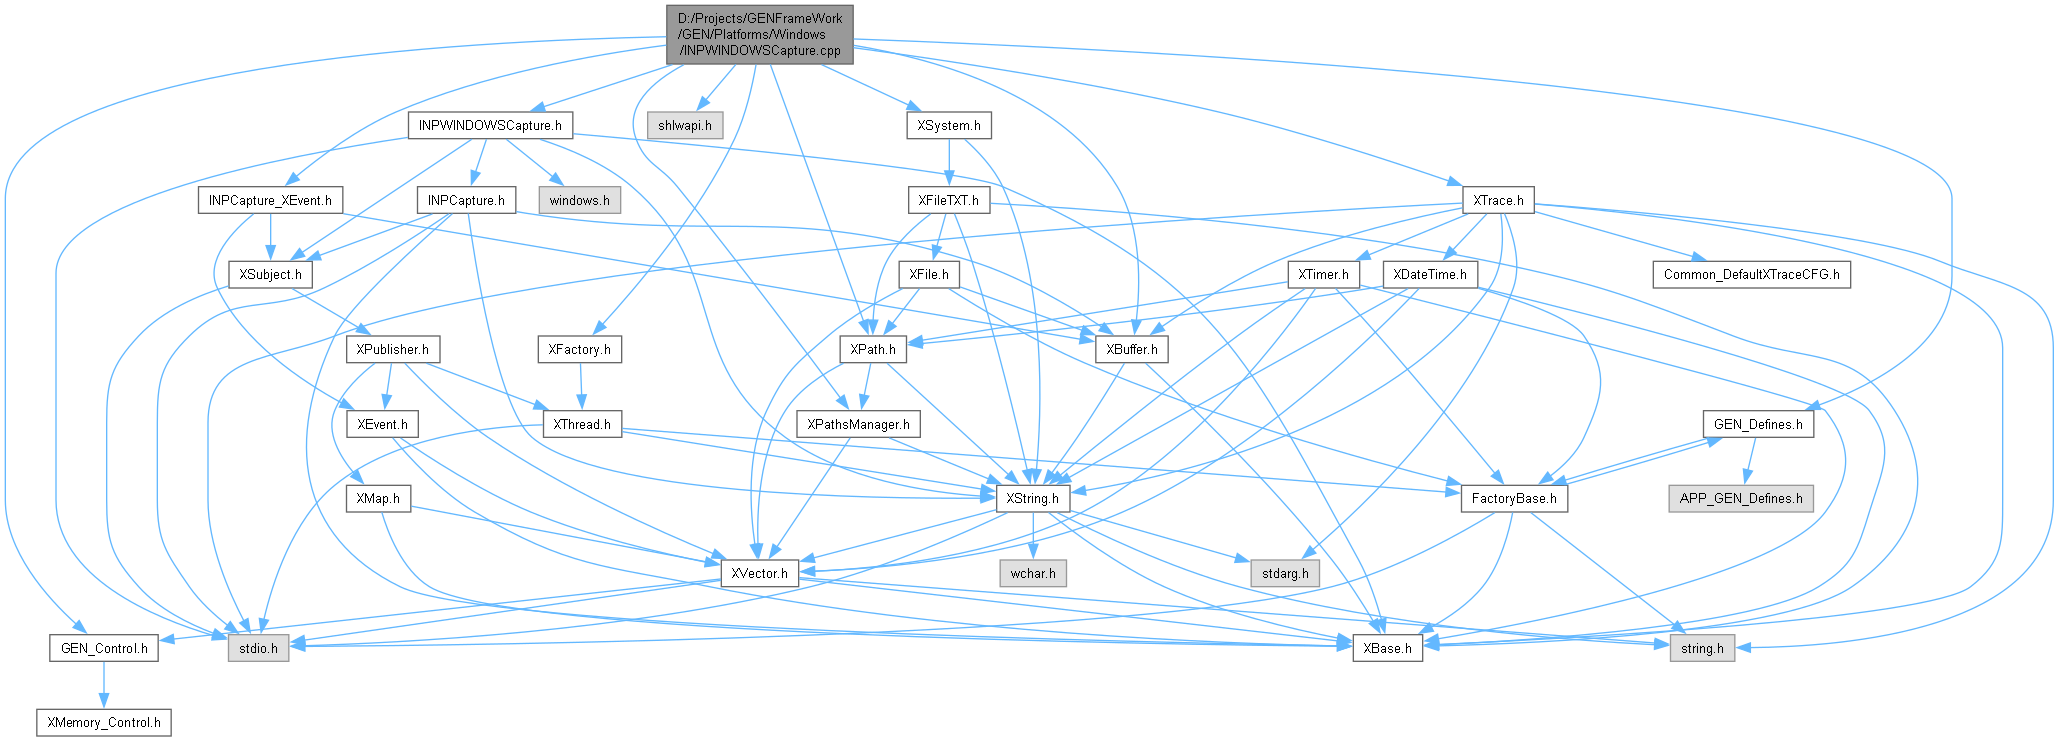 D:/Projects/GENFrameWork
/GEN/Platforms/Windows
/INPWINDOWSCapture.cpp
INPWINDOWSCapture.h
shlwapi.h
XSystem.h
INPCapture_XEvent.h
INPCapture.h
windows.h
XFileTXT.h
XTrace.h
XSubject.h
XFile.h
XTimer.h
XDateTime.h
Common_DefaultXTraceCFG.h
XPublisher.h
XFactory.h
XPath.h
XBuffer.h
XEvent.h
XThread.h
XPathsManager.h
GEN_Defines.h
XMap.h
XString.h
FactoryBase.h
APP_GEN_Defines.h
XVector.h
wchar.h
stdarg.h
GEN_Control.h
stdio.h
XBase.h
string.h
XMemory_Control.h